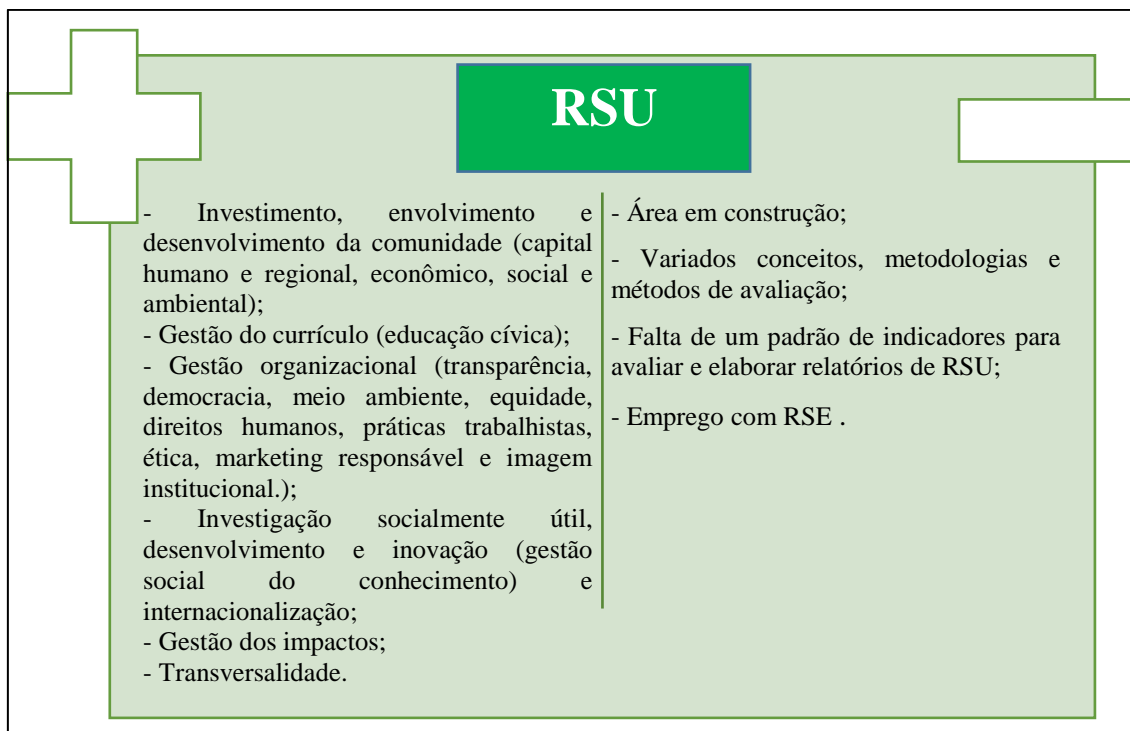 RSU
- Investimento, envolvimento e
desenvolvimento da comunidade (capital
humano e regional, econômico, social e
ambiental);
- Gestão do currículo (educação cívica);
- Gestão organizacional (transparência,
democracia, meio ambiente, equidade,
direitos humanos, práticas trabalhistas,
ética, marketing responsável e imagem
institucional.);
- Investigação socialmente útil,
desenvolvimento e inovação (gestão
social do conhecimento) e
internacionalização;
- Gestão dos impactos;
- Transversalidade.
- Área em construção;
- Variados conceitos, metodologias e
métodos de avaliação;
- Falta de um padrão de indicadores para
avaliar e elaborar relatórios de RSU;
- Emprego com RSE .